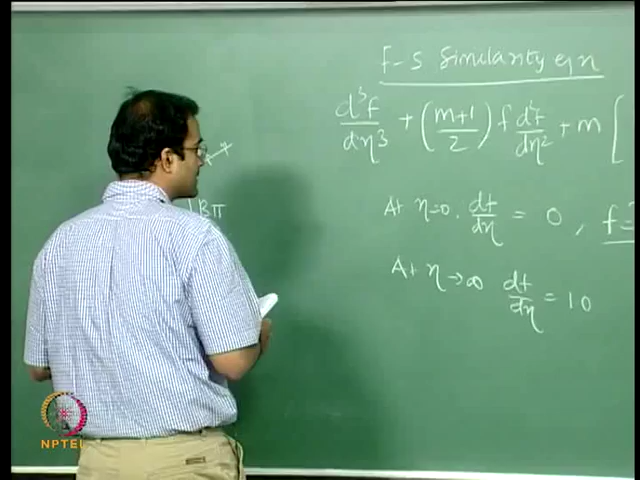 F-S Similarity eqn
d³f/dη³ + (m+1/2) f d²f/dη² + m [
At η=0, df/dη = 0, f=
At η→∞ df/dη = 1.0
βπ
NPTEL